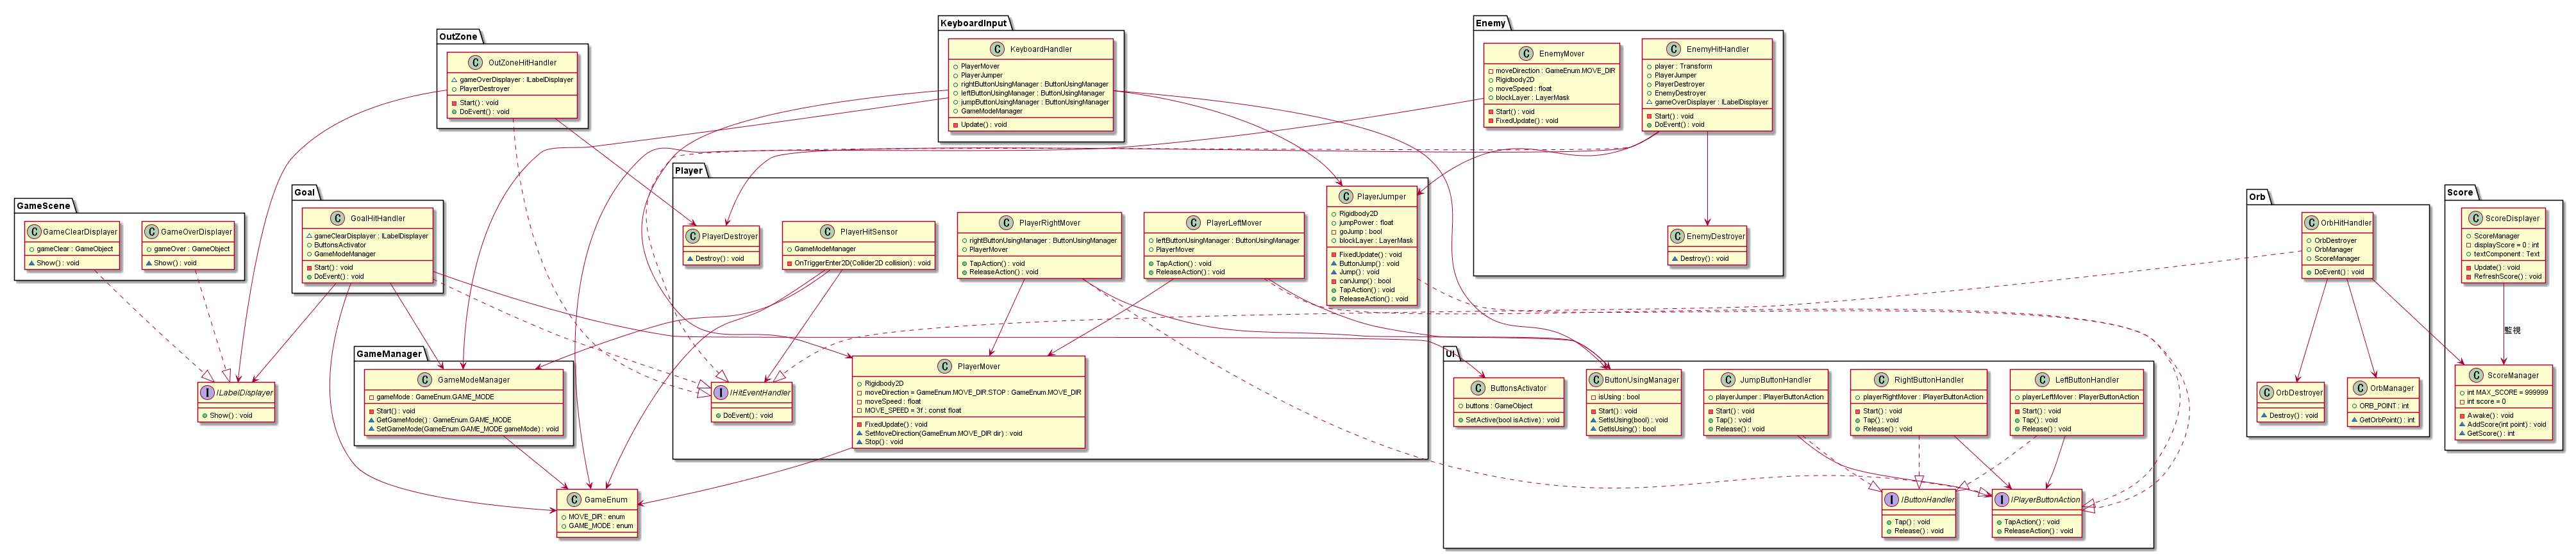 OutZone
C OutZoneHitHandler
gameOverDisplayer : ILabelDisplayer
PlayerDestroyer
Start() : void
DoEvent() : void
KeyboardInput
C KeyboardHandler
PlayerMover
PlayerJumper
rightButtonUsingManager : ButtonUsingManager
leftButtonUsingManager : ButtonUsingManager
jumpButtonUsingManager : ButtonUsingManager
GameModeManager
Update() : void
Enemy
C EnemyMover
moveDirection : GameEnum.MOVE_DIR
Rigidbody2D
moveSpeed : float
blockLayer : LayerMask
Start() : void
FixedUpdate() : void
C EnemyHitHandler
player : Transform
PlayerJumper
PlayerDestroyer
EnemyDestroyer
gameOverDisplayer : ILabelDisplayer
Start() : void
DoEvent() : void
C EnemyDestroyer
Destroy() : void
GameScene
C GameClearDisplayer
gameClear : GameObject
Show() : void
C GameOverDisplayer
gameOver : GameObject
Show() : void
Goal
C GoalHitHandler
gameClearDisplayer : ILabelDisplayer
ButtonsActivator
GameModeManager
Start() : void
DoEvent() : void
Player
C PlayerDestroyer
Destroy() : void
C PlayerHitSensor
GameModeManager
OnTriggerEnter2D(Collider2D collision) : void
C PlayerRightMover
rightButtonUsingManager : ButtonUsingManager
PlayerMover
TapAction() : void
ReleaseAction() : void
C PlayerLeftMover
leftButtonUsingManager : ButtonUsingManager
PlayerMover
TapAction() : void
ReleaseAction() : void
C PlayerJumper
Rigidbody2D
jumpPower : float
goJump : bool
blockLayer : LayerMask
FixedUpdate() : void
ButtonJump() : void
Jump() : void
canJump() : bool
TapAction() : void
ReleaseAction() : void
I IHitEventHandler
DoEvent() : void
C PlayerMover
Rigidbody2D
moveDirection = GameEnum.MOVE_DIR.STOP : GameEnum.MOVE_DIR
moveSpeed : float
MOVE_SPEED = 3f : const float
FixedUpdate() : void
SetMoveDirection(GameEnum.MOVE_DIR dir) : void
Stop() : void
Orb
C OrbHitHandler
OrbDestroyer
OrbManager
ScoreManager
DoEvent() : void
C OrbDestroyer
Destroy() : void
C OrbManager
ORB_POINT : int
GetOrbPoint() : int
Score
C ScoreDisplayer
ScoreManager
displayScore = 0 : int
textComponent : Text
Update() : void
RefreshScore() : void
監視
C ScoreManager
int MAX_SCORE = 999999
int score = 0
Awake() : void
AddScore(int point) : void
GetScore() : int
I ILabelDisplayer
Show() : void
GameManager
C GameModeManager
gameMode : GameEnum.GAME_MODE
Start() : void
GetGameMode() : GameEnum.GAME_MODE
SetGameMode(GameEnum.GAME_MODE gameMode) : void
C GameEnum
MOVE_DIR : enum
GAME_MODE : enum
UI
C ButtonsActivator
buttons : GameObject
SetActive(bool isActive) : void
C ButtonUsingManager
isUsing : bool
Start() : void
SetIsUsing(bool) : void
GetIsUsing() : bool
C JumpButtonHandler
playerJumper : IPlayerButtonAction
Start() : void
Tap() : void
Release() : void
C RightButtonHandler
playerRightMover : IPlayerButtonAction
Start() : void
Tap() : void
Release() : void
C LeftButtonHandler
playerLeftMover : IPlayerButtonAction
Start() : void
Tap() : void
Release() : void
I IButtonHandler
Tap() : void
Release() : void
I IPlayerButtonAction
TapAction() : void
ReleaseAction() : void